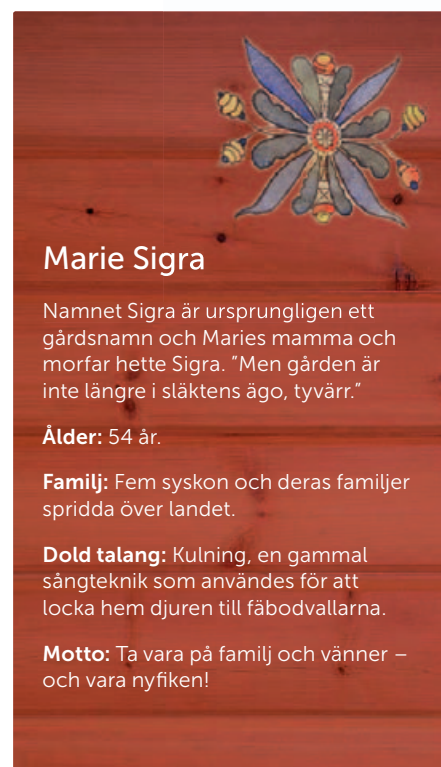 Marie Sigra
Namnet Sigra är ursprungligen ett
gårdsnamn och Maries mamma och
morfar hette Sigra. ”Men gården är
inte längre i släktens ägo, tyvärr.”
Ålder: 54 år.
Familj: Fem syskon och deras familjer
spridda över landet.
Dold talang: Kulning, en gammal
sångteknik som användes för att
locka hem djuren till fäbodvallarna.
Motto: Ta vara på familj och vänner –
och vara nyfiken!